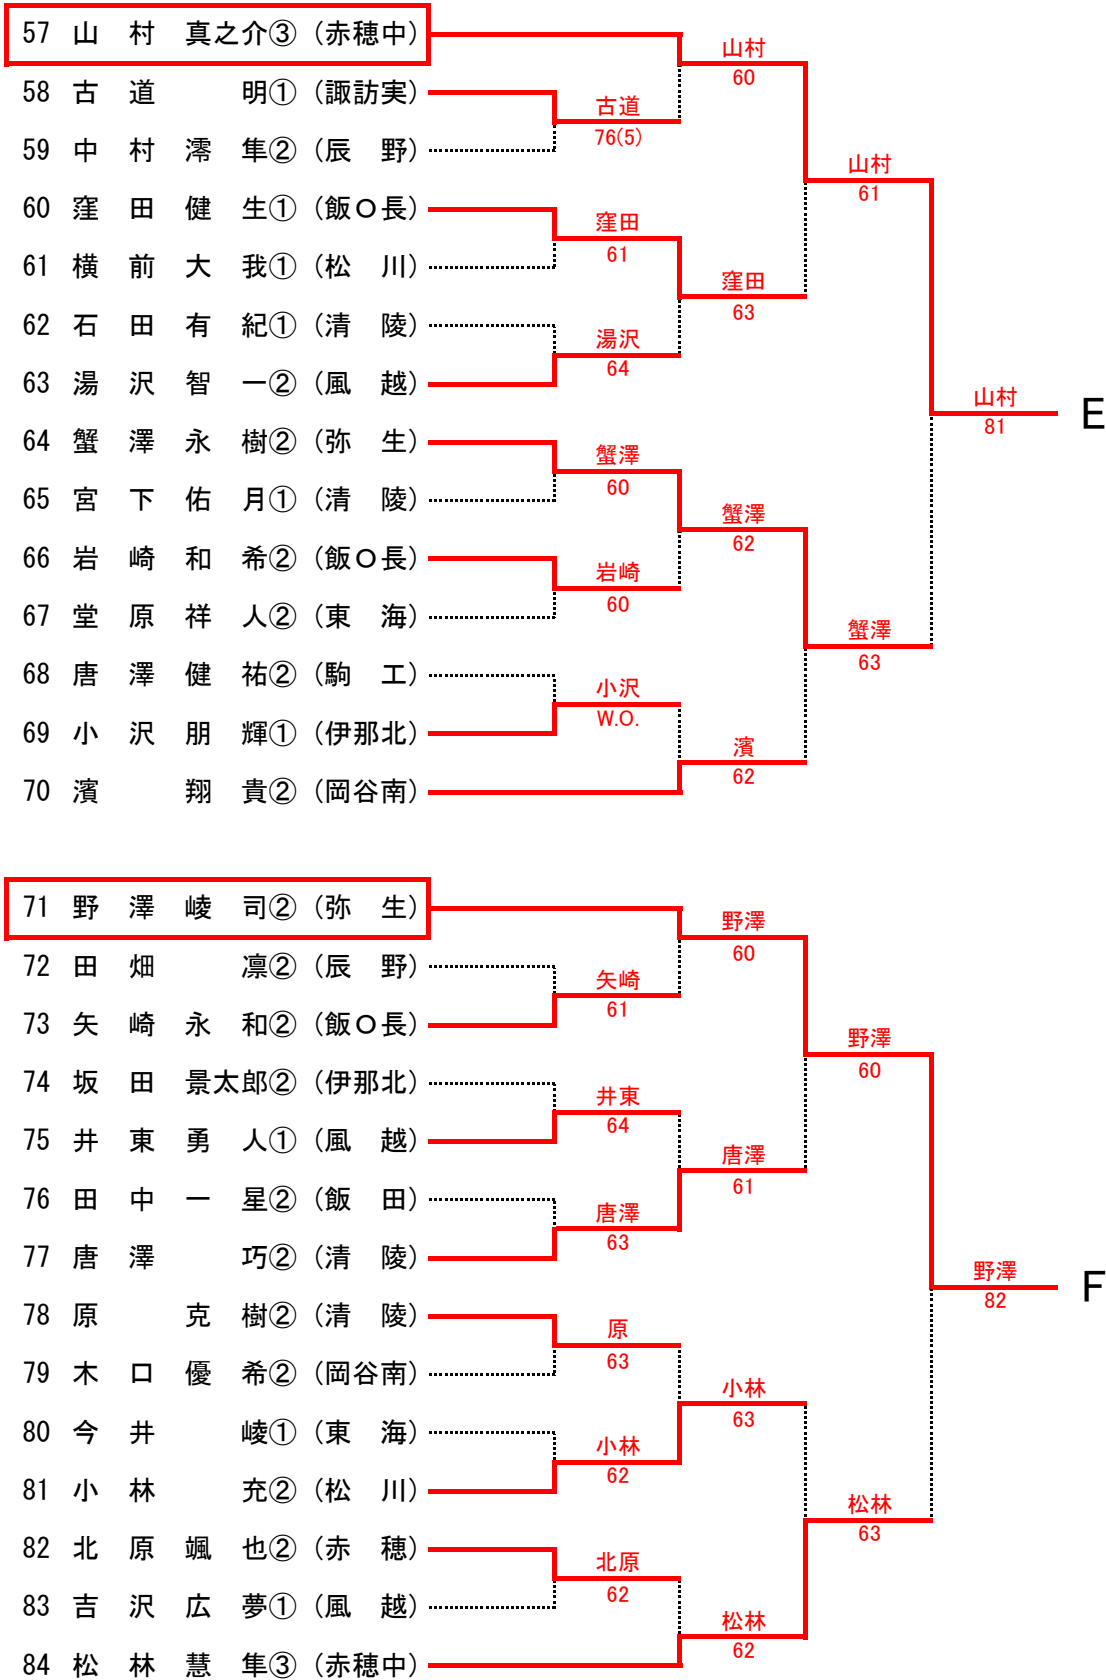 57 山 村 真之介③ (赤穂中)
58 古 道 明① (諏訪実)
59 中 村 澪 隼② (辰 野)
60 窪 田 健 生① (飯O長)
61 横 前 大 我① (松 川)
62 石 田 有 紀① (清 陵)
63 湯 沢 智 一② (風 越)
64 蟹 澤 永 樹② (弥 生)
65 宮 下 佑 月① (清 陵)
66 岩 崎 和 希② (飯O長)
67 堂 原 祥 人② (東 海)
68 唐 澤 健 祐② (駒 工)
69 小 沢 朋 輝① (伊那北)
70 濱 翔 貴② (岡谷南)
古道
76(5)
窪田
61
湯沢
64
蟹澤
60
岩崎
60
小沢
W.O.
山村
60
窪田
63
蟹澤
62
濱
62
山村
61
蟹澤
63
山村
81
E
71 野 澤 崚 司② (弥 生)
72 田 畑 凛② (辰 野)
73 矢 崎 永 和② (飯O長)
74 坂 田 景太郎② (伊那北)
75 井 東 勇 人① (風 越)
76 田 中 一 星② (飯 田)
77 唐 澤 巧② (清 陵)
78 原 克 樹② (清 陵)
79 木 口 優 希② (岡谷南)
80 今 井 崚① (東 海)
81 小 林 充② (松 川)
82 北 原 颯 也② (赤 穂)
83 吉 沢 広 夢① (風 越)
84 松 林 慧 隼③ (赤穂中)
矢崎
61
井東
64
唐澤
63
原
63
小林
62
北原
62
野澤
60
唐澤
61
小林
63
松林
62
野澤
60
松林
63
野澤
82
F